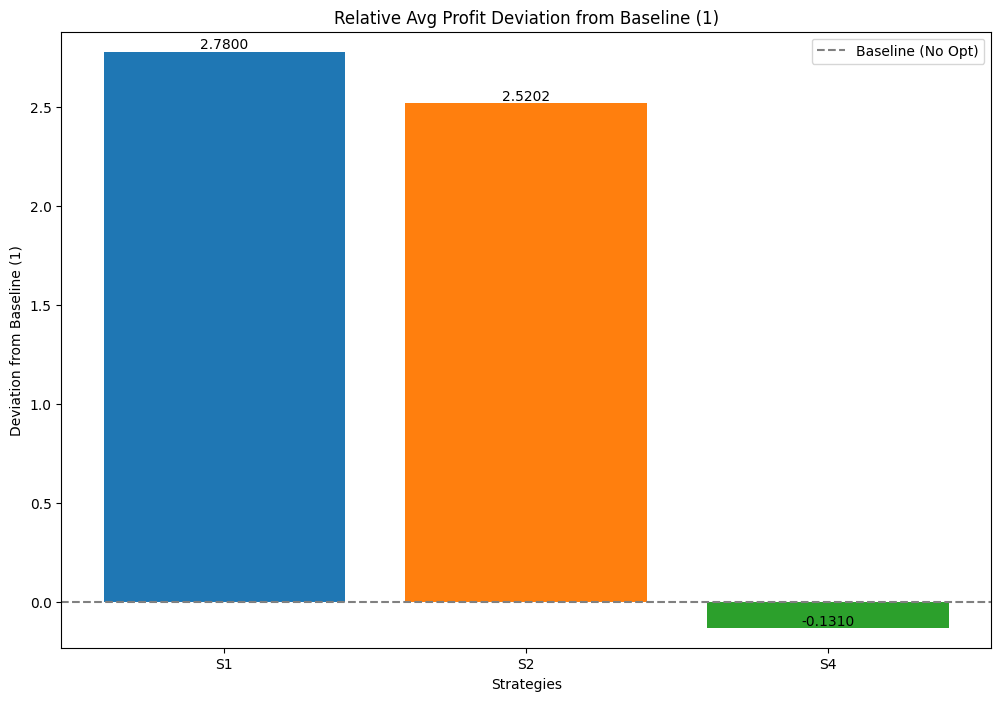 Relative Avg Profit Deviation from Baseline (1)
Baseline (No Opt)
2.7800
2.5202
-0.1310
Deviation from Baseline (1)
2.5
2.0
1.5
1.0
0.5
0.0
S1
S2
S4
Strategies